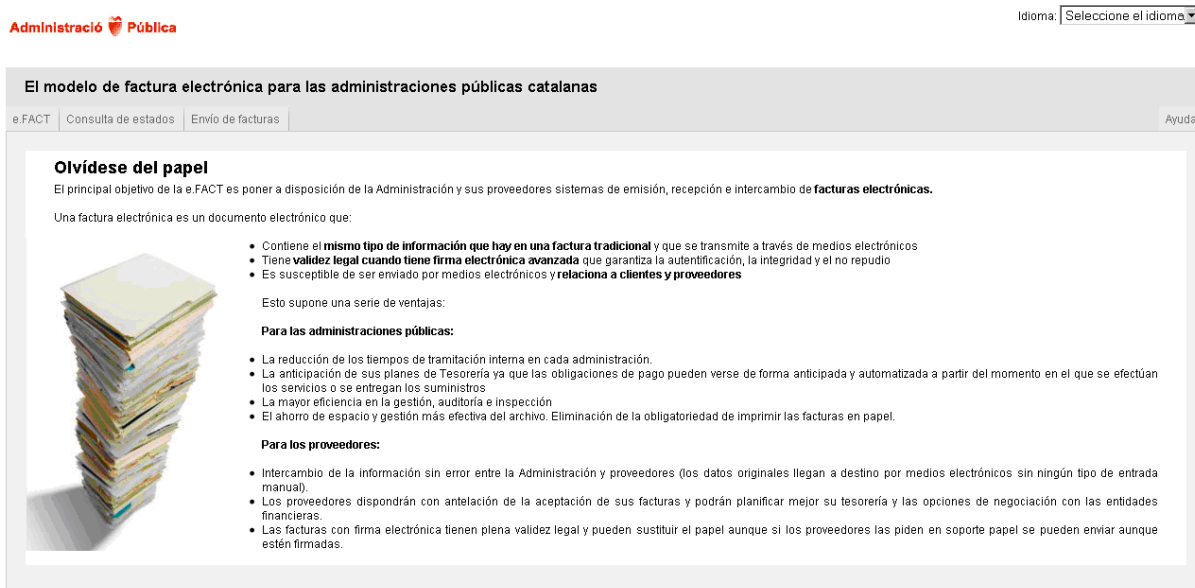 Idioma: Seleccione el idioma
Administració Pública
El modelo de factura electrónica para las administraciones públicas catalanas
e.FACT Consulta de estados Envío de facturas Ayuda
Olvídese del papel
El principal objetivo de la e.FACT es poner a disposición de la Administración y sus proveedores sistemas de emisión, recepción e intercambio de facturas electrónicas.
Una factura electrónica es un documento electrónico que:
• Contiene el mismo tipo de información que hay en una factura tradicional y que se transmite a través de medios electrónicos
• Tiene validez legal cuando tiene firma electrónica avanzada que garantiza la autentificación, la integridad y el no repudio
• Es susceptible de ser enviado por medios electrónicos y relaciona a clientes y proveedores
Esto supone una serie de ventajas:
Para las administraciones públicas:
• La reducción de los tiempos de tramitación interna en cada administración.
• La anticipación de sus planes de Tesorería ya que las obligaciones de pago pueden verse de forma anticipada y automatizada a partir del momento en el que se efectúan
los servicios o se entregan los suministros
• La mayor eficiencia en la gestión, auditoría e inspección
• El ahorro de espacio y gestión más efectiva del archivo. Eliminación de la obligatoriedad de imprimir las facturas en papel.
Para los proveedores:
• Intercambio de la información sin error entre la Administración y proveedores (los datos originales llegan a destino por medios electrónicos sin ningún tipo de entrada
manual).
• Los proveedores dispondrán con antelación de la aceptación de sus facturas y podrán planificar mejor su tesorería y las opciones de negociación con las entidades
financieras.
• Las facturas con firma electrónica tienen plena validez legal y pueden sustituir el papel aunque si los proveedores las piden en soporte papel se pueden enviar aunque
estén firmadas.